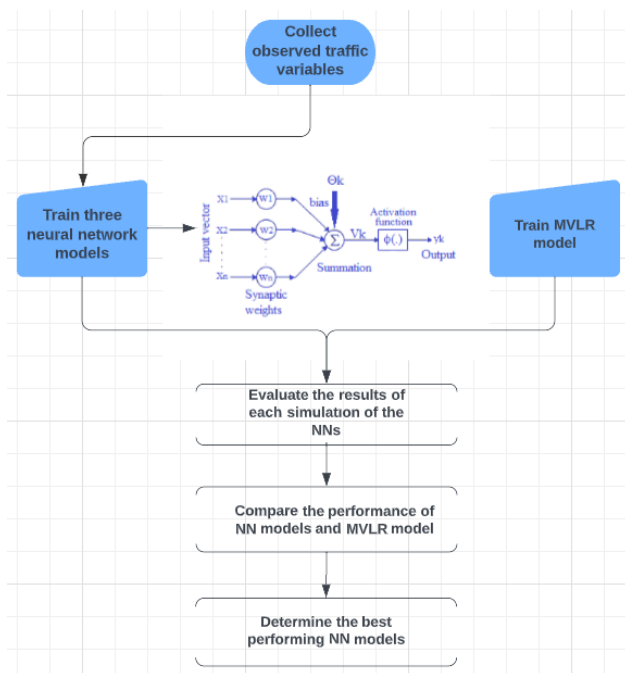 Collect
observed traffic
variables
Train three
neural network
models
Input vector
X1
W1
X2
W2
Xn
Wn
Synaptic
weights
bias
Θk
Σ
Summation
Vk
Activation
function
ϕ(.)
yk
Output
Train MVLR
model
Evaluate the results of
each simulation of the
NNs
Compare the performance of
NN models and MVLR model
Determine the best
performing NN models